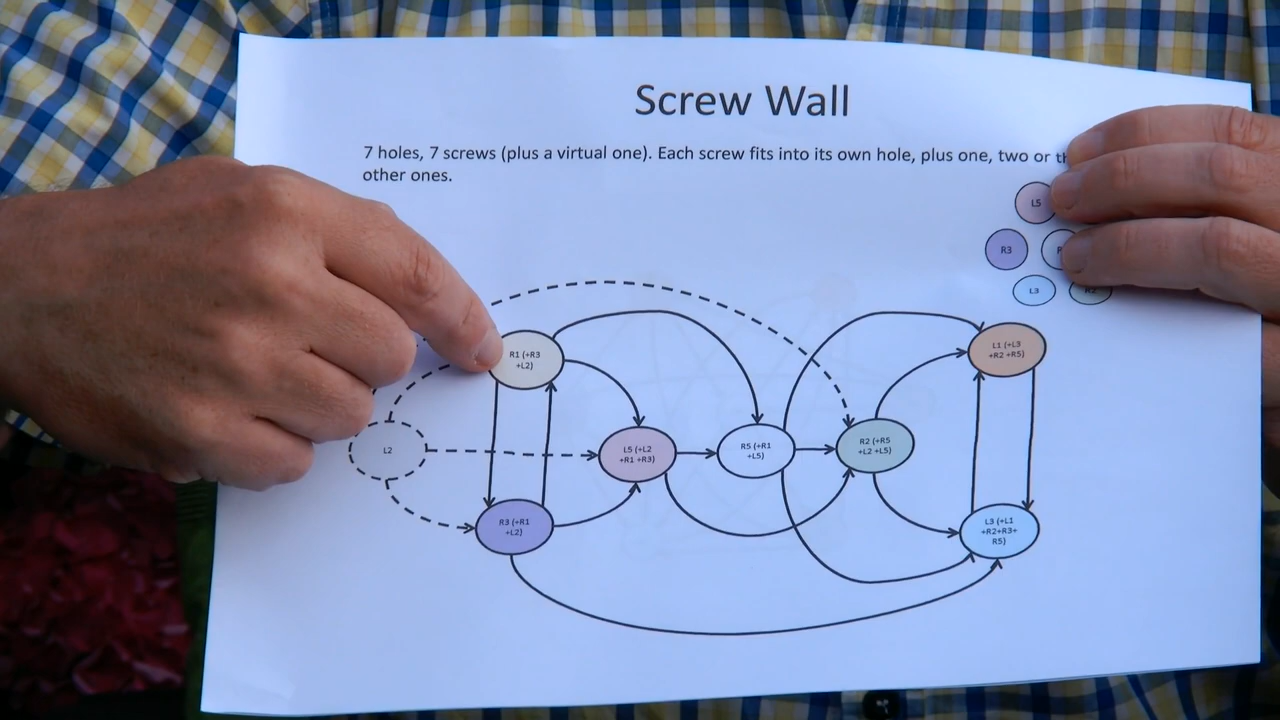 Screw Wall
7 holes, 7 screws (plus a virtual one). Each screw fits into its own hole, plus one, two or
other ones.
L5
R3
L3
R2
R1 (+R3
+L2)
L1 (+L3
+R2 +R5)
L2
L5 (+L2
+R1 +R3)
R5 (+R1
+L5)
R2 (+R5
+L2 +L5)
R3 (+R1
+L2)
L3 (+L1
+R2+R3+
R5)